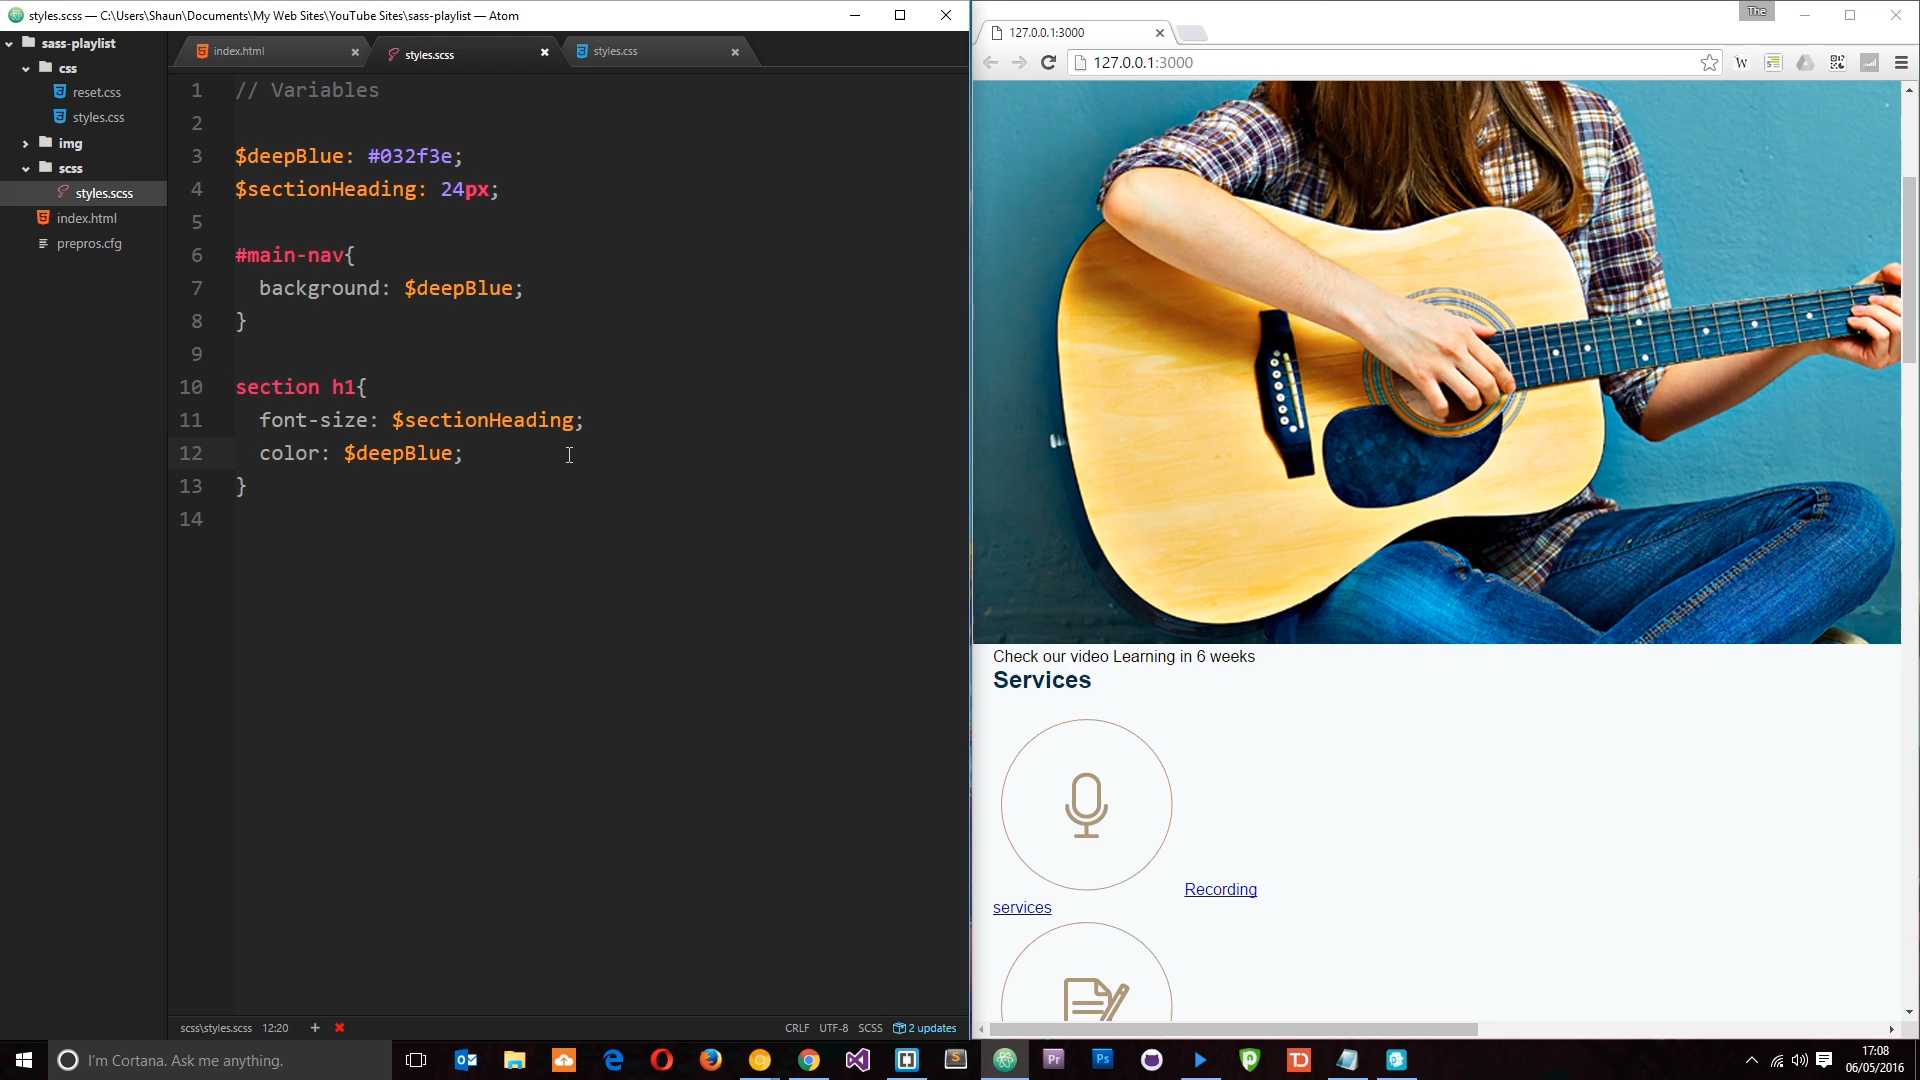 styles.scss — C:\Users\Shaun\Documents\My Web Sites\YouTube Sites\sass-playlist — Atom
sass-playlist
css
reset.css
styles.css
img
scss
styles.scss
index.html
prepros.cfg
index.html
styles.scss
styles.css
1 // Variables
2
3 $deepBlue: #032f3e;
4 $sectionHeading: 24px;
5
6 #main-nav{
7 background: $deepBlue;
8 }
9
10 section h1{
11 font-size: $sectionHeading;
12 color: $deepBlue;
13 }
14
scss\styles.scss 12:20 +
CRLF UTF-8 SCSS 2 updates
The
127.0.0.1:3000
127.0.0.1:3000
W
Check our video Learning in 6 weeks
Services
Recording
services
I'm Cortana. Ask me anything.
Pr
Ps
TD
S
17:08
06/05/2016